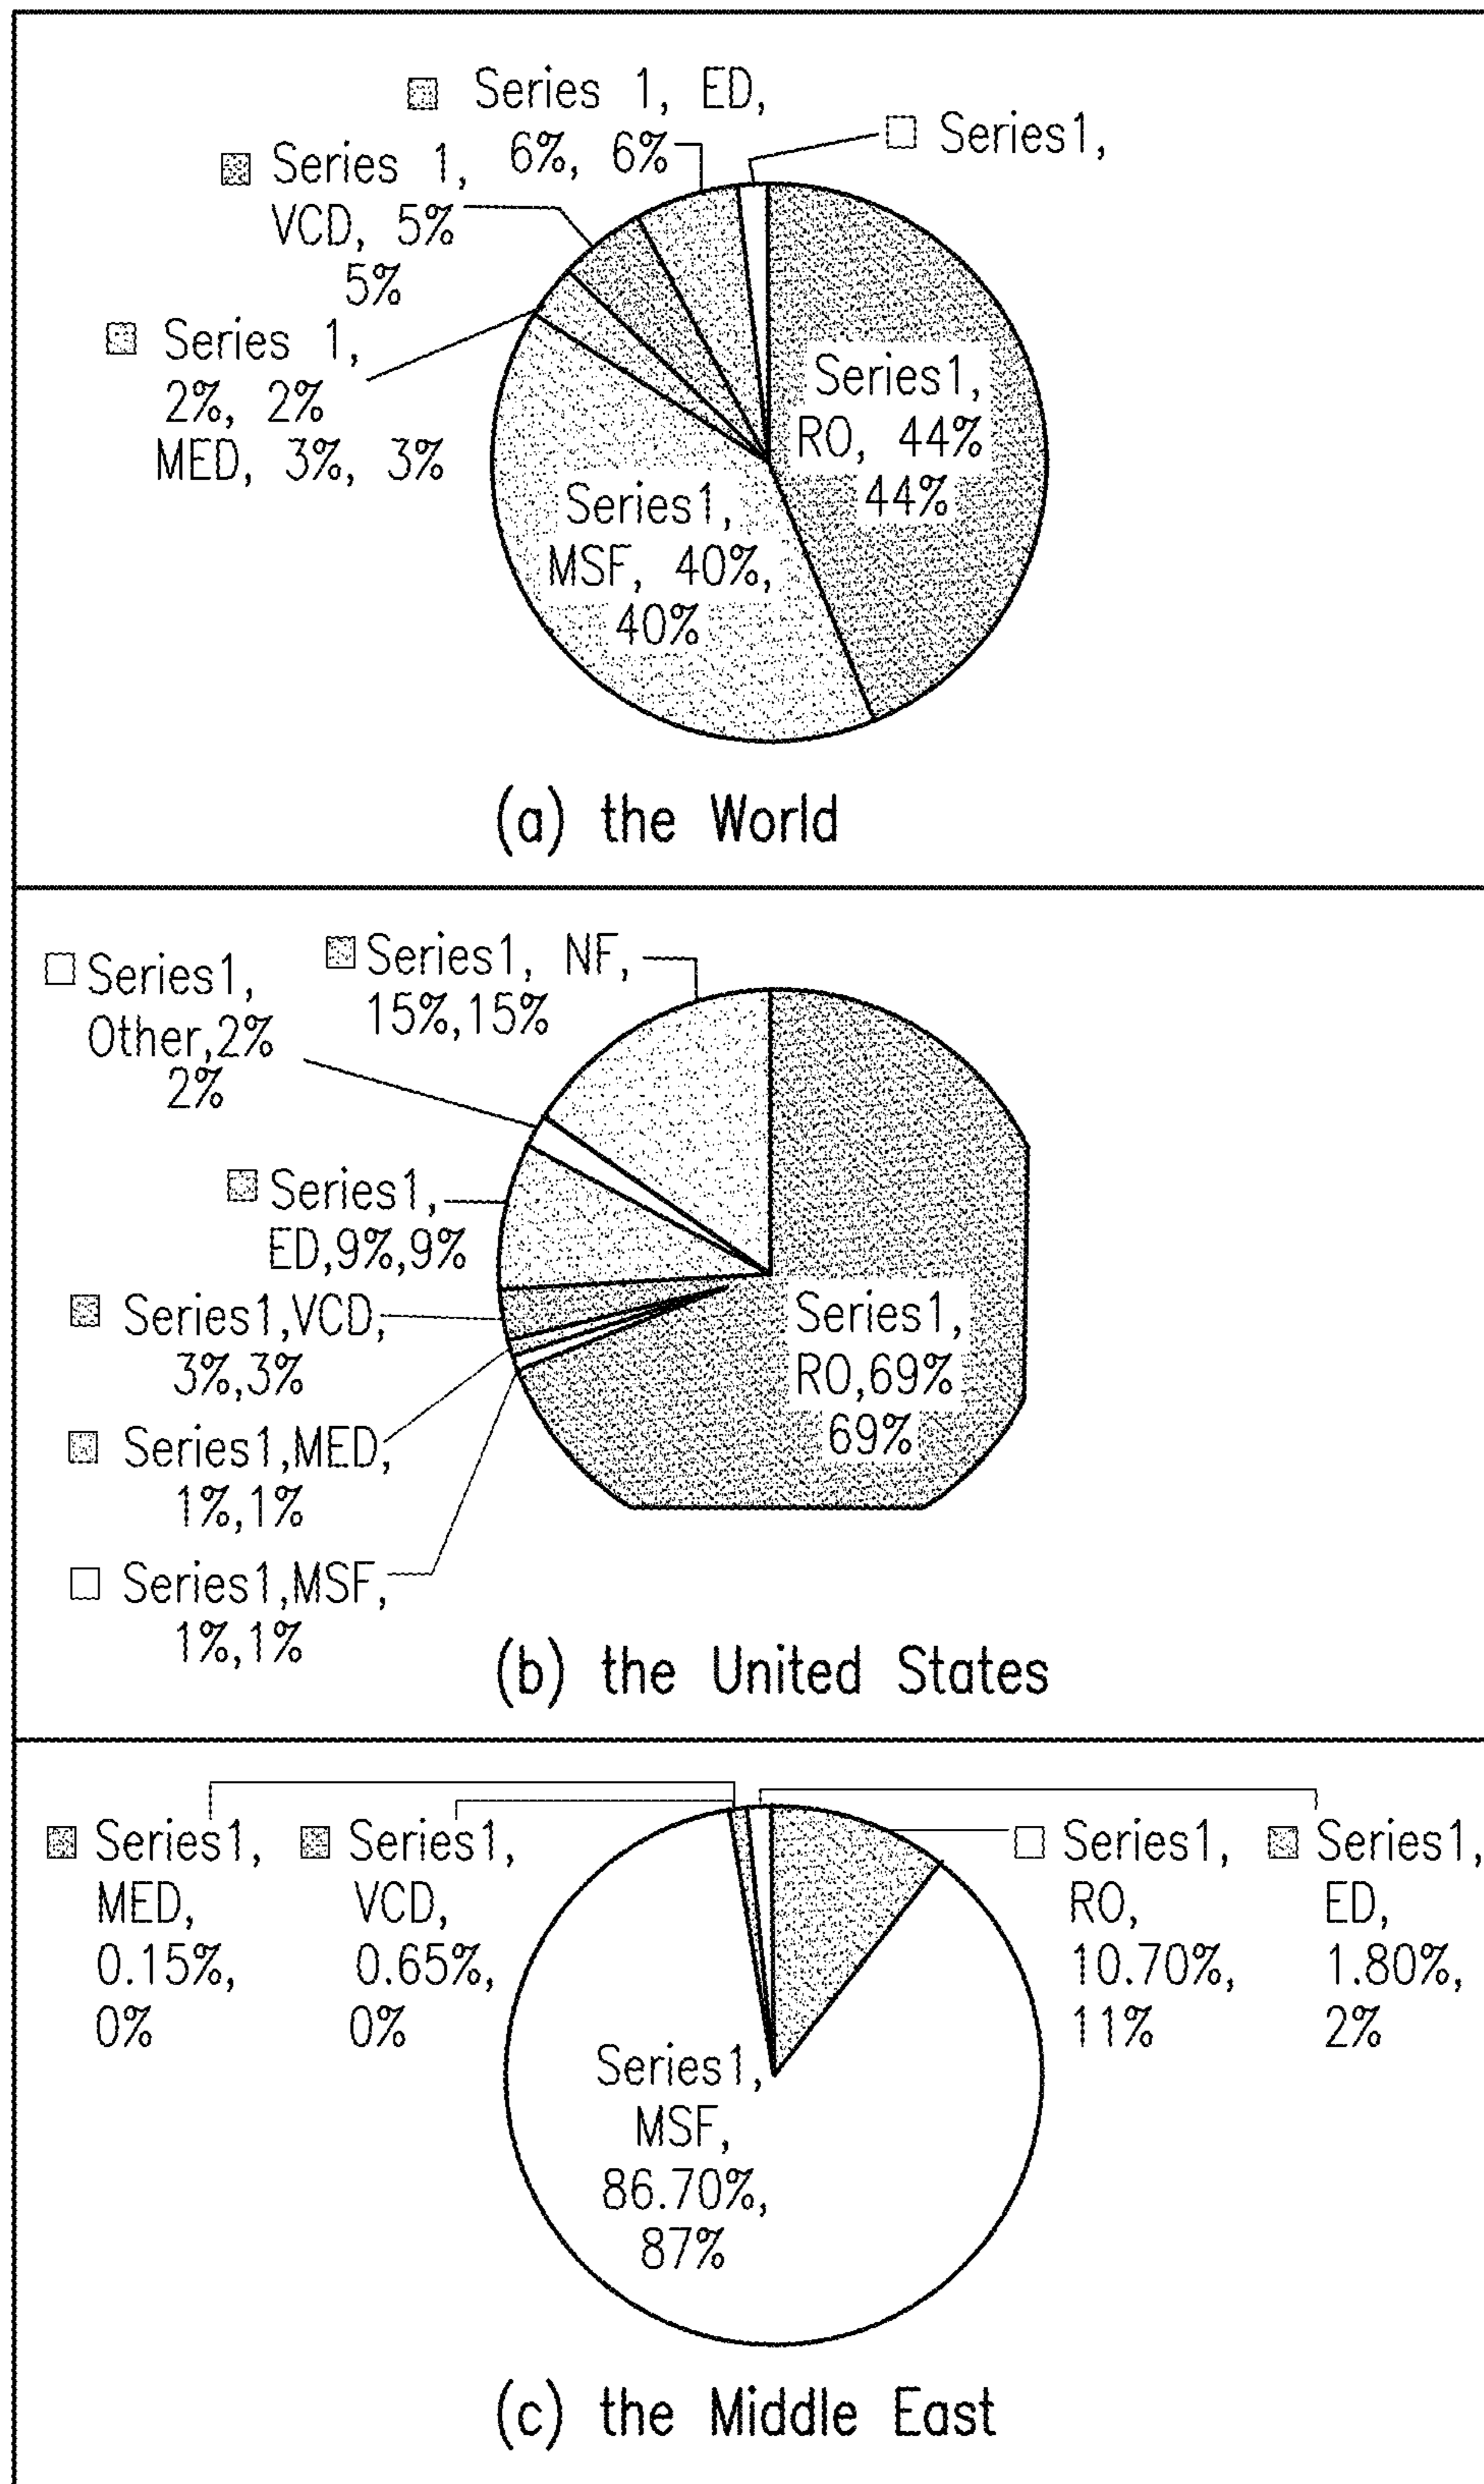 Series 1, ED,
6%, 6%
Series1,
Series 1,
VCD, 5%
5%
Series 1,
2%, 2%
MED, 3%, 3%
Series1,
RO, 44%
44%
Series1,
MSF, 40%,
40%
(a) the World
Series1,
Other,2%
2%
Series1, NF,
15%,15%
Series1,
ED,9%,9%
Series1,VCD,
3%,3%
Series1,MED,
1%,1%
Series1,MSF,
1%,1%
Series1,
RO,69%
69%
(b) the United States
Series1,
MED,
0.15%,
0%
Series1,
VCD,
0.65%,
0%
Series1,
RO,
10.70%,
11%
Series1,
ED,
1.80%,
2%
Series1,
MSF,
86.70%,
87%
(c) the Middle East